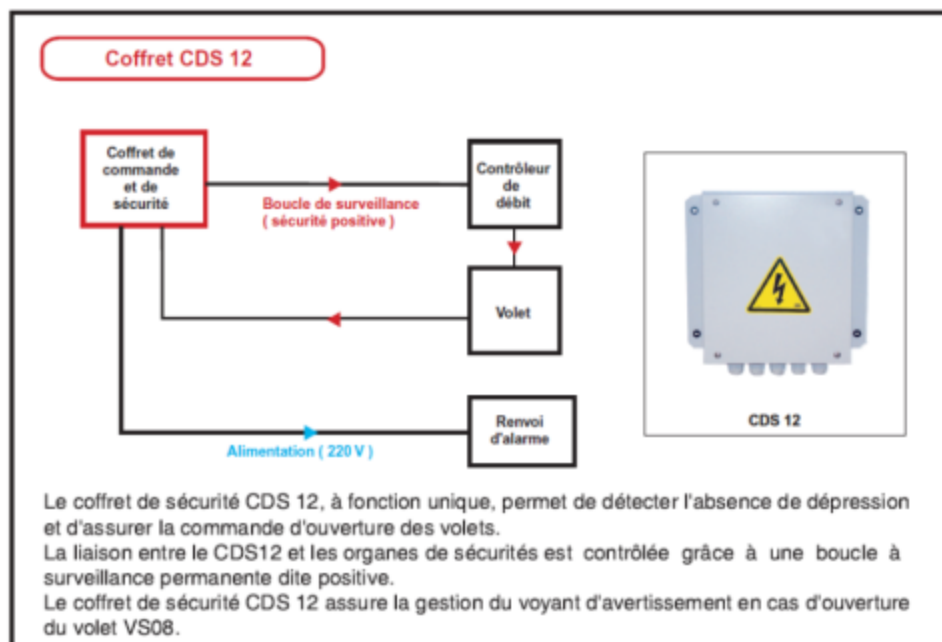 Coffret CDS 12
Coffret de
commande
et de
sécurité
Boucle de surveillance
( sécurité positive )
Contrôleur
de
débit
Volet
Renvoi
d'alarme
Alimentation ( 220 V )
CDS 12
Le coffret de sécurité CDS 12, à fonction unique, permet de détecter l'absence de dépression
et d'assurer la commande d'ouverture des volets.
La liaison entre le CDS12 et les organes de sécurités est contrôlée grâce à une boucle à
surveillance permanente dite positive.
Le coffret de sécurité CDS 12 assure la gestion du voyant d'avertissement en cas d'ouverture
du volet VS08.